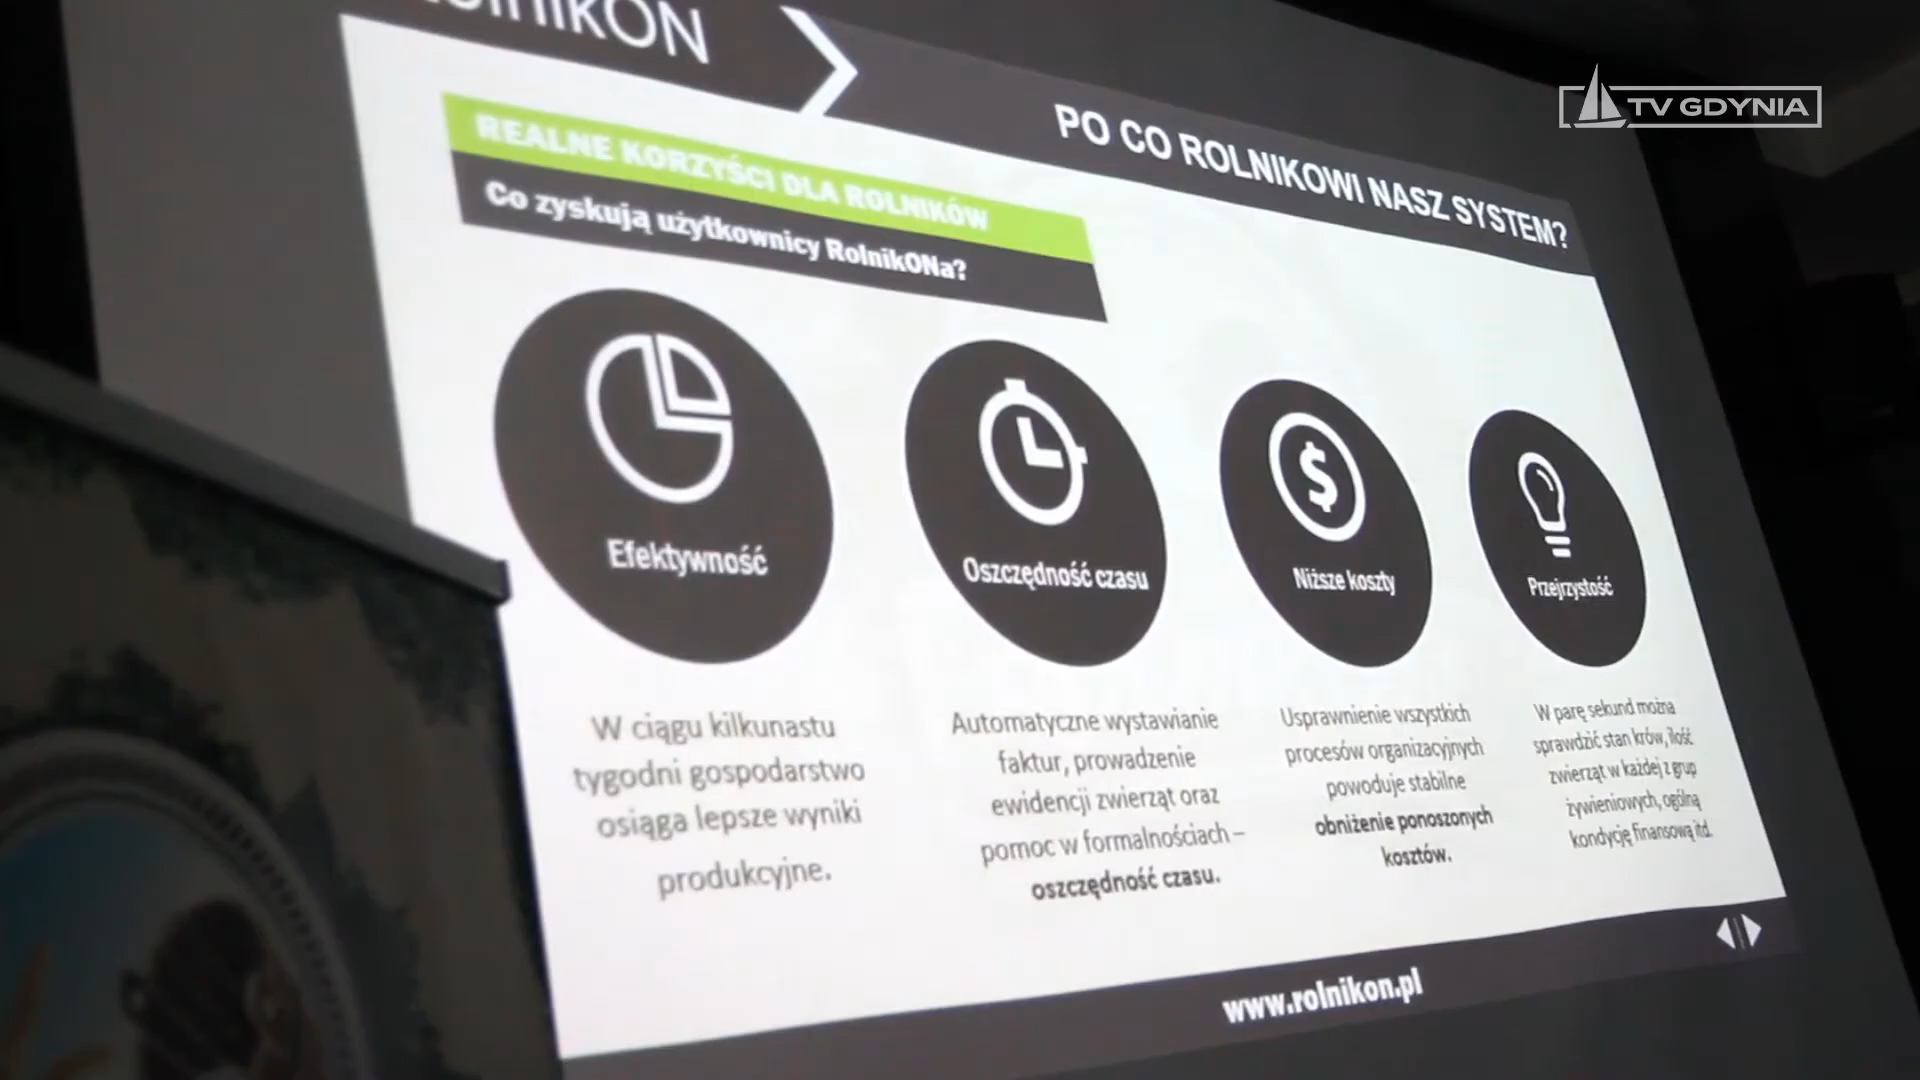 RolnikON
TV GDYNIA
PO CO ROLNIKOWI NASZ SYSTEM?
REALNE KORZYŚCI DLA ROLNIKÓW
Co zyskują użytkownicy RolnikONa?
Efektywność
W ciągu kilkunastu
tygodni gospodarstwo
osiąga lepsze wyniki
produkcyjne.
Oszczędność czasu
Automatyczne wystawianie
faktur, prowadzenie
ewidencji zwierząt oraz
pomoc w formalnościach –
oszczędność czasu.
Niższe koszty
Usprawnienie wszystkich
procesów organizacyjnych
powoduje stabilne
obniżenie ponoszonych
kosztów.
Przejrzystość
W parę sekund można
sprawdzić stan krów, ilość
zwierząt w każdej z grup
żywieniowych, ogólną
kondycję finansową itd.
www.rolnikon.pl